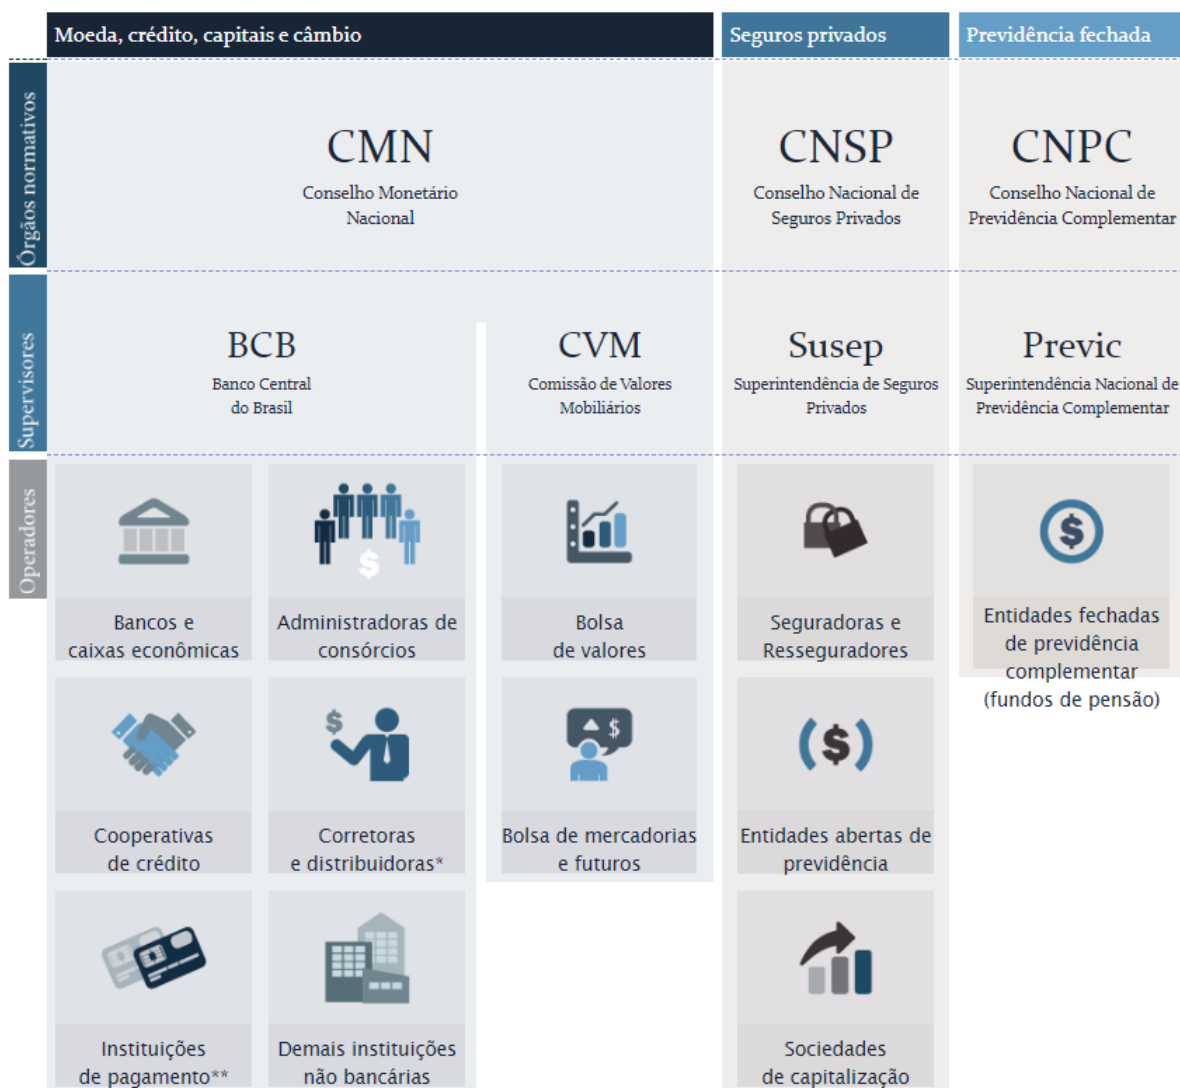 Moeda, crédito, capitais e câmbio
Seguros privados
Previdência fechada
Órgãos normativos
CMN
Conselho Monetário
Nacional
CNSP
Conselho Nacional de
Seguros Privados
CNPC
Conselho Nacional de
Previdência Complementar
Supervisores
BCB
Banco Central
do Brasil
CVM
Comissão de Valores
Mobiliários
Susep
Superintendência de Seguros
Privados
Previc
Superintendência Nacional de
Previdência Complementar
Operadores
$
$
Bancos e
caixas econômicas
Administradoras de
consórcios
Bolsa
de valores
Seguradoras e
Resseguradores
Entidades fechadas
de previdência
complementar
(fundos de pensão)
$
$
($)
Cooperativas
de crédito
Corretoras
e distribuidoras*
Bolsa de mercadorias
e futuros
Entidades abertas de
previdência
Instituições
de pagamento**
Demais instituições
não bancárias
Sociedades
de capitalização